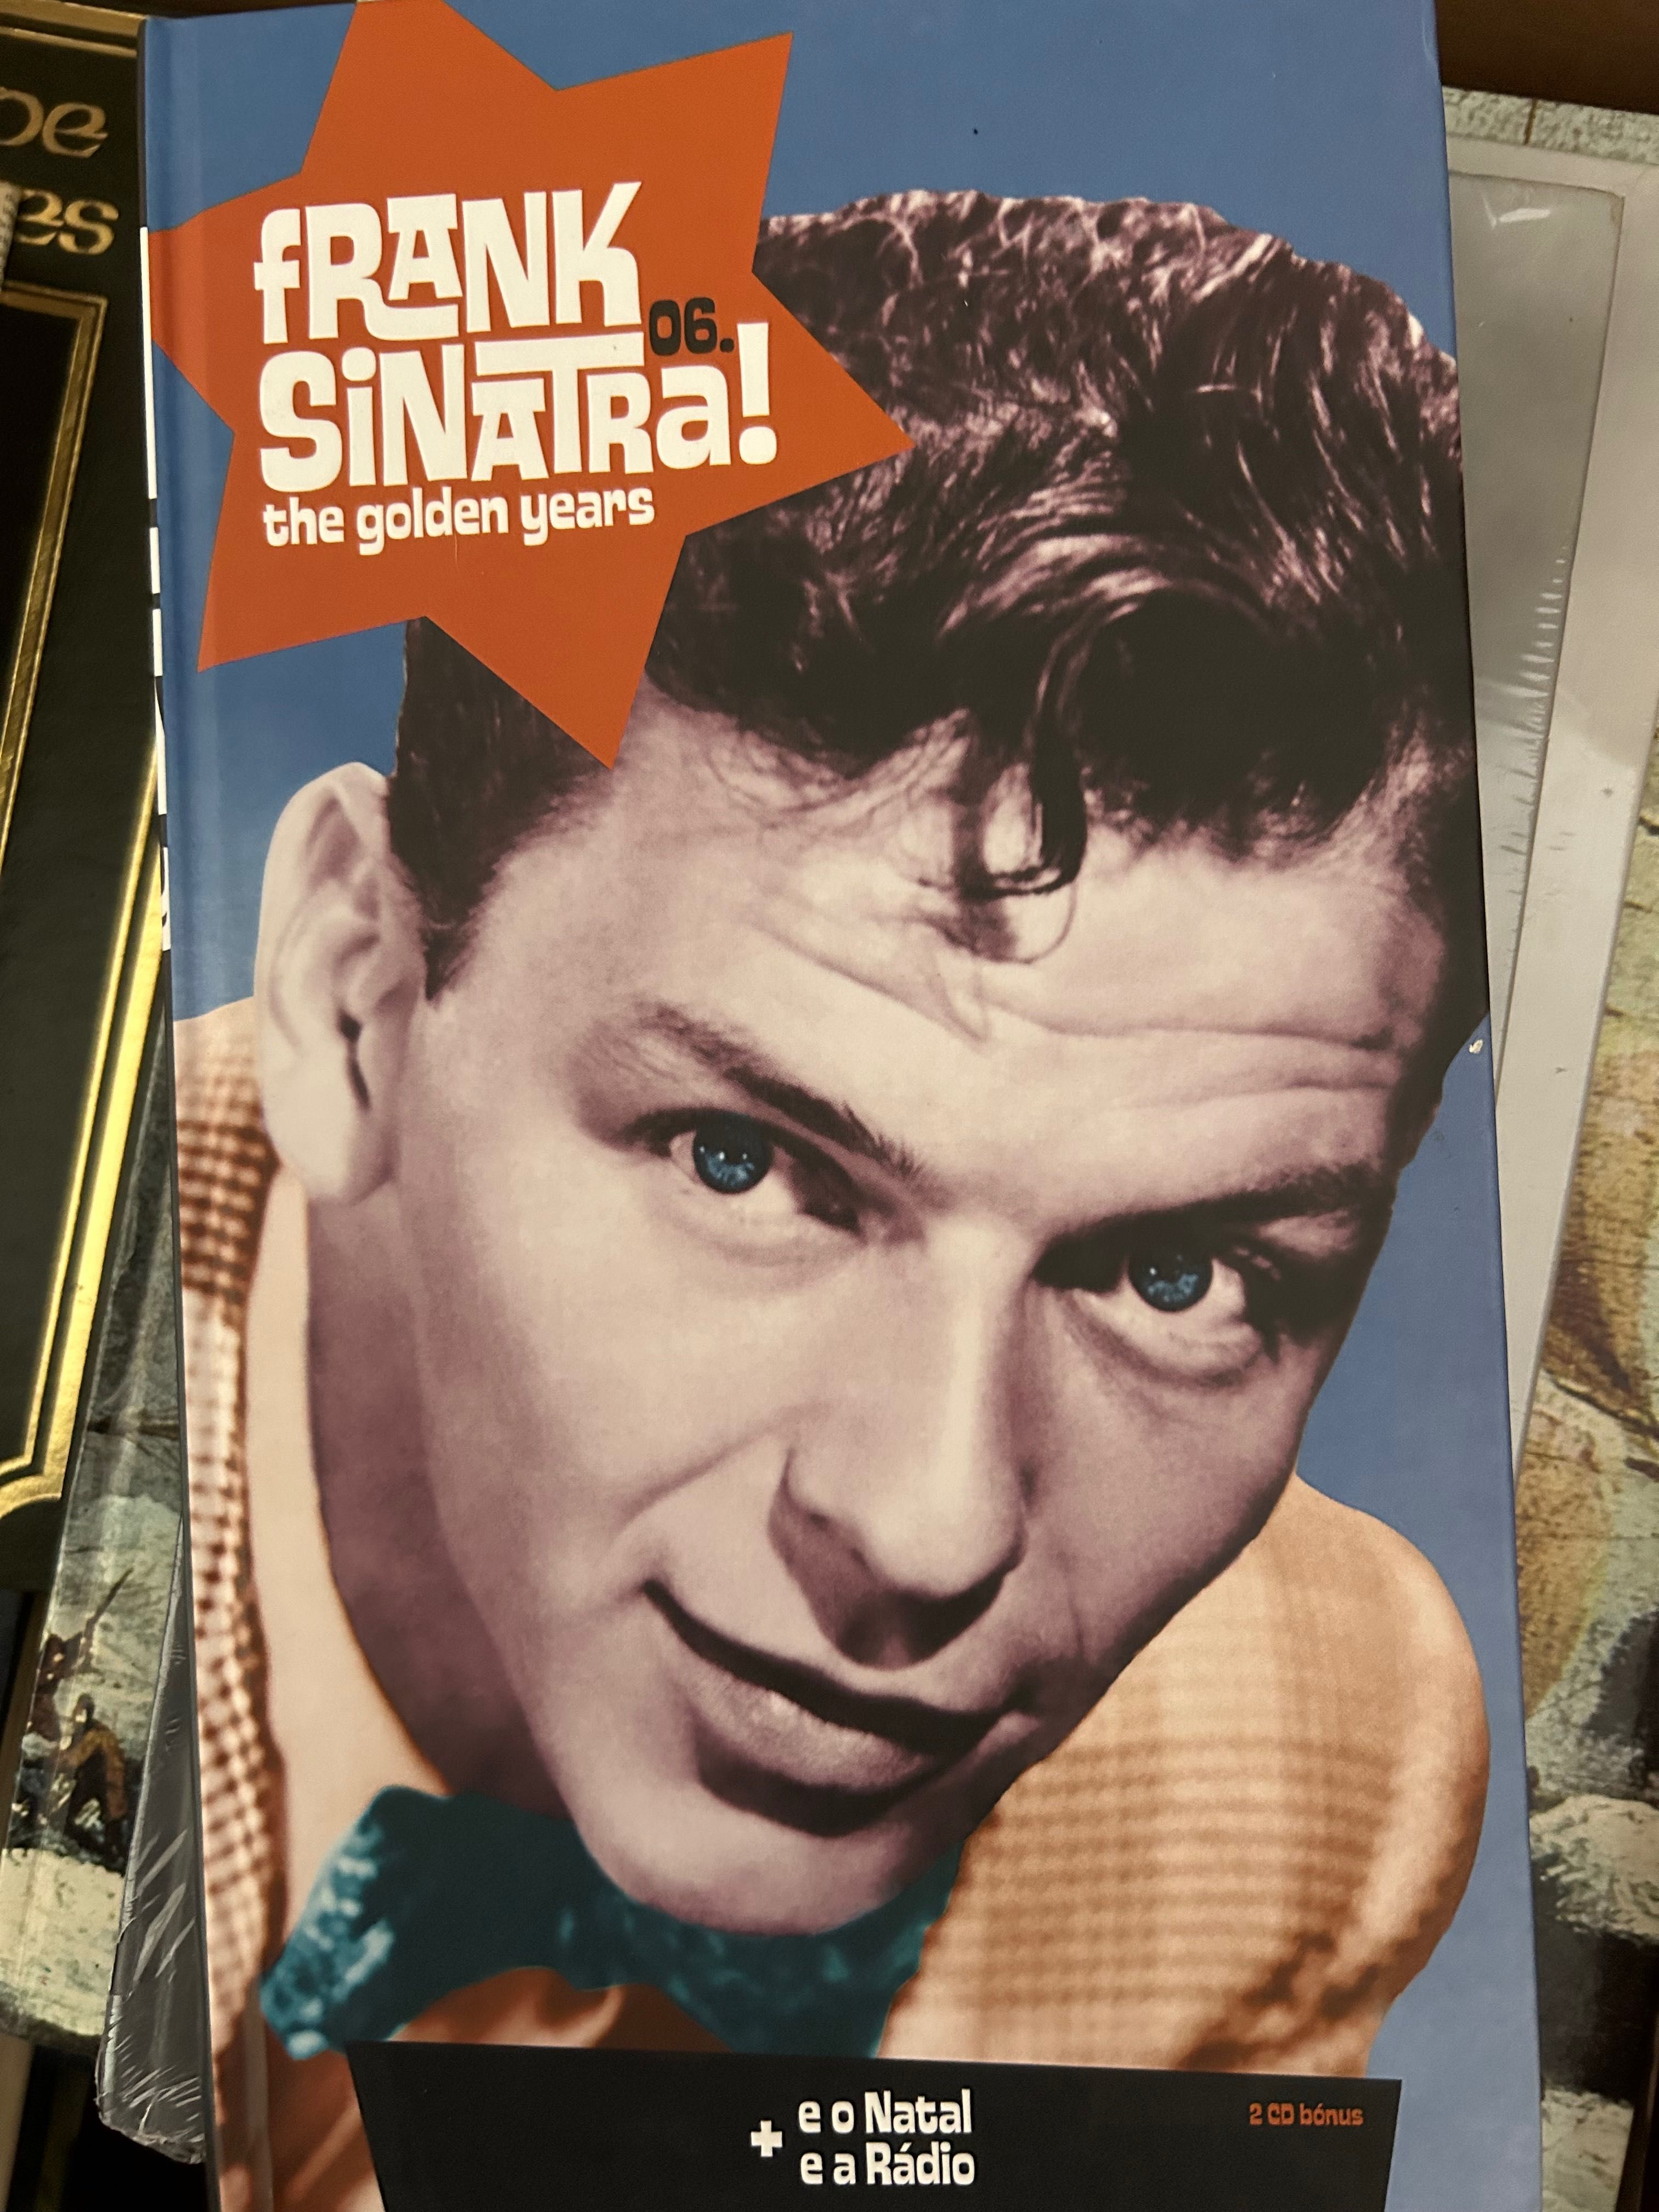 FRANK
06.
SINATRA!
the golden years
+ e o Natal
e a Rádio
2 CD bónus